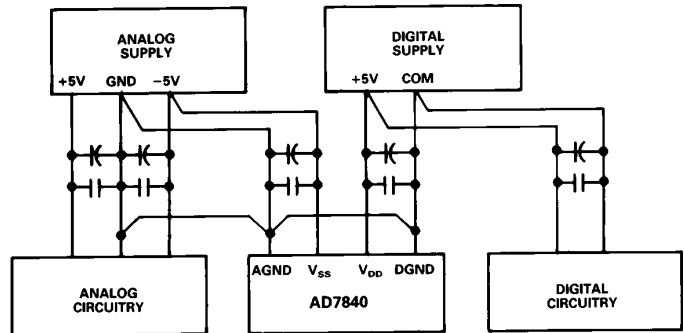 ANALOG
SUPPLY
+5V GND −5V
DIGITAL
SUPPLY
+5V COM
ANALOG
CIRCUITRY
AGND VSS VDD DGND
AD7840
DIGITAL
CIRCUITRY